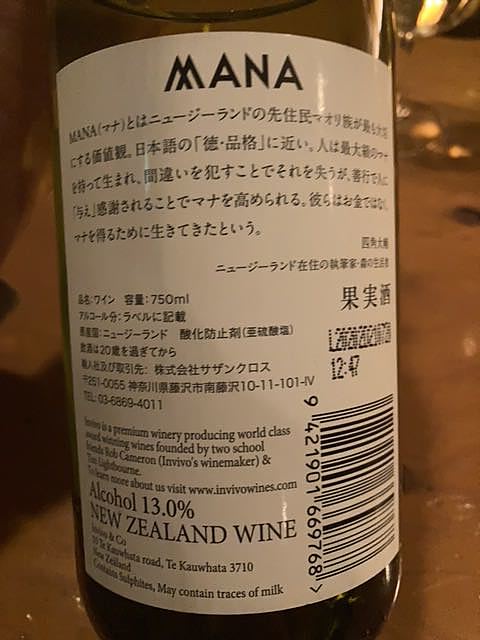 MANA
MANA(マナ)とはニュージーランドの先住民マオリ族が最も大切
にする価値観。日本語の「徳・品格」に近い。人は最大級のマナ
を持って生まれ、間違いを犯すことでそれを失うが、善行で人に
「与え」感謝されることでマナを高められる。彼らはお金ではなく、
マナを得るために生きてきたという。
四角大輔
ニュージーランド在住の執筆家・森の生活者
品名:ワイン 容量:750ml
アルコール分:ラベルに記載
原産国:ニュージーランド 酸化防止剤(亜硫酸塩)
飲酒は20歳を過ぎてから
輸入社及び取引先: 株式会社サザンクロス
〒251-0055 神奈川県藤沢市南藤沢10-11-101-IV
TEL: 03-6869-4011
果実酒
12:47
Invivo is a premium winery producing world class
award winning wines founded by two school
friends Rob Cameron (Invivo's winemaker) &
Tim Lightbourne.
To learn more about us visit www.invivowines.com
Alcohol 13.0%
NEW ZEALAND WINE
Invivo & Co
Te Kauwhata road, Te Kauwhata 3710
New Zealand
Contains Sulphites, May contain traces of milk
9 421901 669768 >